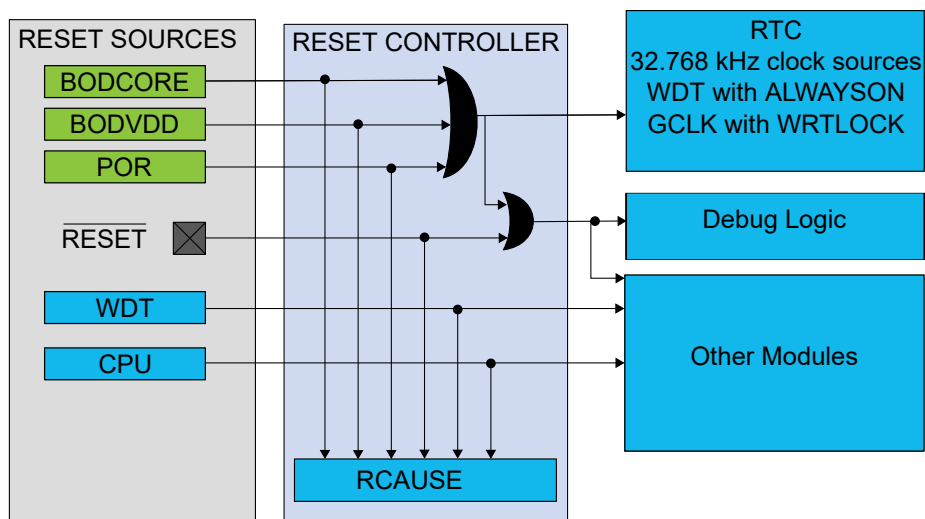 RESET SOURCES
BODCORE
BODVDD
POR
RESET
WDT
CPU
RESET CONTROLLER
RCAUSE
RTC
32.768 kHz clock sources
WDT with ALWAYSON
GCLK with WRTLOCK
Debug Logic
Other Modules